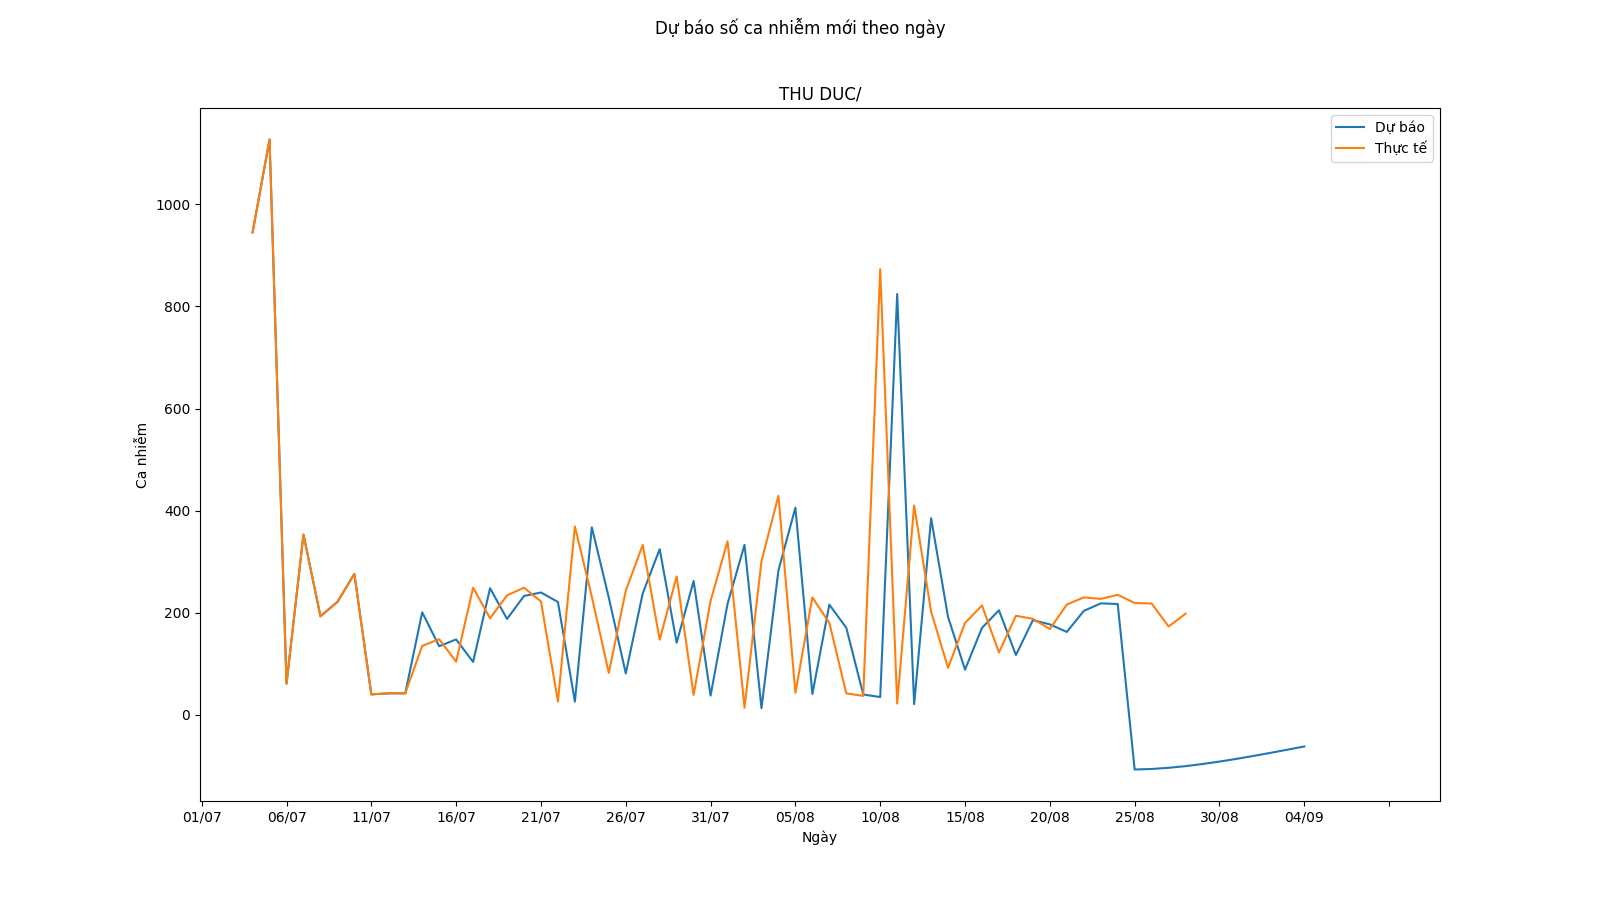 Dự báo số ca nhiễm mới theo ngày
THU DUC/
Dự báo
Thực tế
1000
800
600
400
200
0
Ca nhiễm
01/07 06/07 11/07 16/07 21/07 26/07 31/07 05/08 10/08 15/08 20/08 25/08 30/08 04/09
Ngày